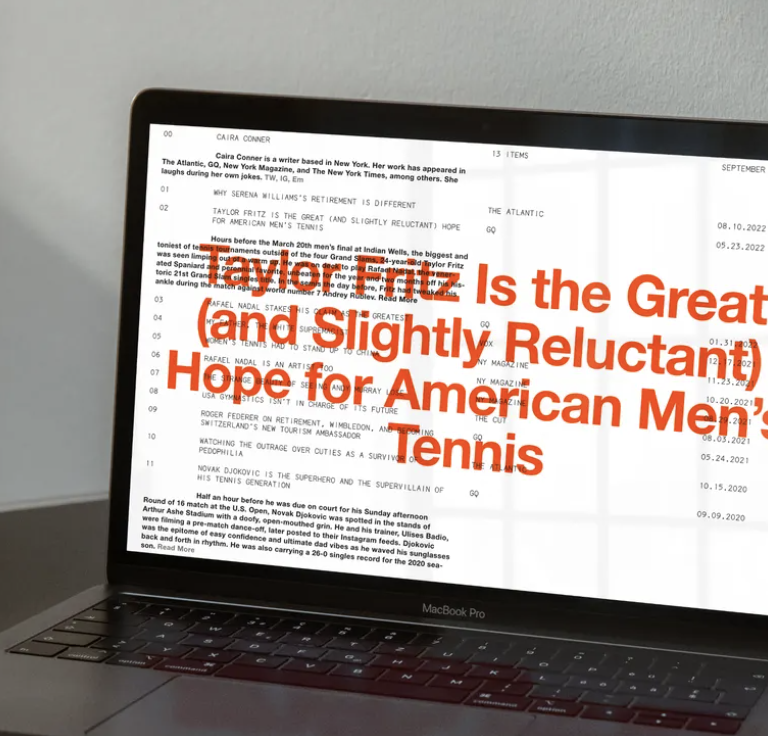 00 CAIRA CONNER 13 ITEMS SEPTEMBER
Caira Conner is a writer based in New York. Her work has appeared in
The Atlantic, GQ, New York Magazine, and The New York Times, among others. She
laughs during her own jokes. TW, IG, Em
01 WHY SERENA WILLIAMS'S RETIREMENT IS DIFFERENT THE ATLANTIC 08.10.2022
02 TAYLOR FRITZ IS THE GREAT (AND SLIGHTLY RELUCTANT) HOPE GQ 05.23.2022
FOR AMERICAN MEN'S TENNIS
Hours before the March 20th men's final at Indian Wells, the biggest and
toniest of tennis tournaments outside of the four Grand Slams, 24-year-old Taylor Fritz
was seen limping out of a warm up. He was on deck to play Rafael Nadal, the
ated Spaniard and perennial favorite, undefeated for the year and two months off his his-
toric 21st Grand Slam singles title. In the semis the day before, Fritz had tweaked his
ankle during the match against world number 7 Andrey Rublev. Read More
Taylor Fritz Is the Great
(and Slightly Reluctant)
Hope for American Men's
Tennis
03 RAFAEL NADAL STAKES HIS CLAIM AS THE GREATEST GQ 01.31.2022
04 MY FATHER, THE WHITE SUPREMACIST VOX 12.17.2021
05 WOMEN'S TENNIS HAD TO STAND UP TO CHINA NY MAGAZINE 11.23.2021
06 RAFAEL NADAL IS AN ARTIST, TOO NY MAGAZINE 10.20.2021
07 THE STRANGE BEAUTY OF SEEING ANDY MURRAY LOSE NY MAGAZINE 08.29.2021
08 USA GYMNASTICS ISN'T IN CHARGE OF ITS FUTURE THE CUT 08.03.2021
09 ROGER FEDERER ON RETIREMENT, WIMBLEDON, AND BECOMING GQ 05.24.2021
SWITZERLAND'S NEW TOURISM AMBASSADOR
10 WATCHING THE OUTRAGE OVER CUTIES AS A SURVIVOR OF THE ATLANTIC 10.15.2020
PEDOPHILIA
11 NOVAK DJOKOVIC IS THE SUPERHERO AND THE SUPERVILLAIN OF GQ 09.09.2020
HIS TENNIS GENERATION
Half an hour before he was due on court for his Sunday afternoon
Round of 16 match at the U.S. Open, Novak Djokovic was spotted in the stands of
Arthur Ashe Stadium with a doofy, open-mouthed grin. He and his trainer, Ulises Badio,
were filming a pre-match dance-off, later posted to their Instagram feeds. Djokovic
was the epitome of easy confidence and ultimate dad vibes as he waved his sunglasses
back and forth in rhythm. He was also carrying a 26-0 singles record for the 2020 sea-
son. Read More
MacBook Pro